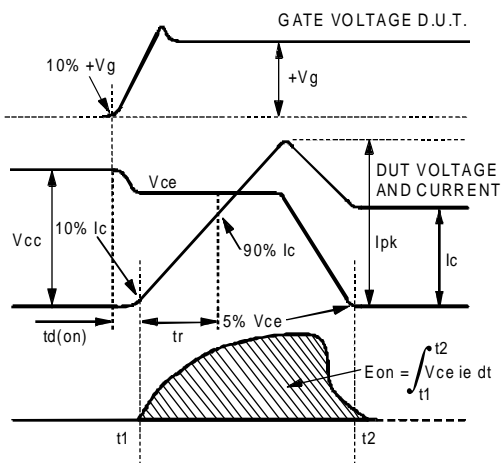 GATE VOLTAGE D.U.T.
10% +Vg
+Vg
Vce
DUT VOLTAGE
AND CURRENT
Vcc
10% Ic
90% Ic
Ipk
Ic
td(on)
tr
5% Vce
Eon = ∫ Vce ie dt
t2
t1
t1
t2